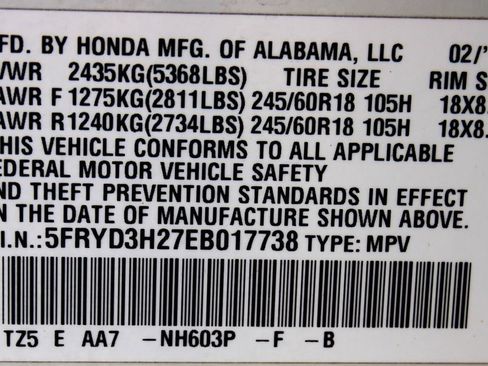 FD. BY HONDA MFG. OF ALABAMA, LLC 02/'
VWR 2435KG(5368LBS) TIRE SIZE RIM S
AWR F 1275KG(2811LBS) 245/60R18 105H 18X8.
AWR R 1240KG(2734LBS) 245/60R18 105H 18X8.
HIS VEHICLE CONFORMS TO ALL APPLICABLE
EDERAL MOTOR VEHICLE SAFETY
ND THEFT PREVENTION STANDARDS IN EFFECT
N THE DATE OF MANUFACTURE SHOWN ABOVE.
.I.N.: 5FRYD3H27EB017738 TYPE: MPV
TZ5 E AA7 -NH603P -F -B